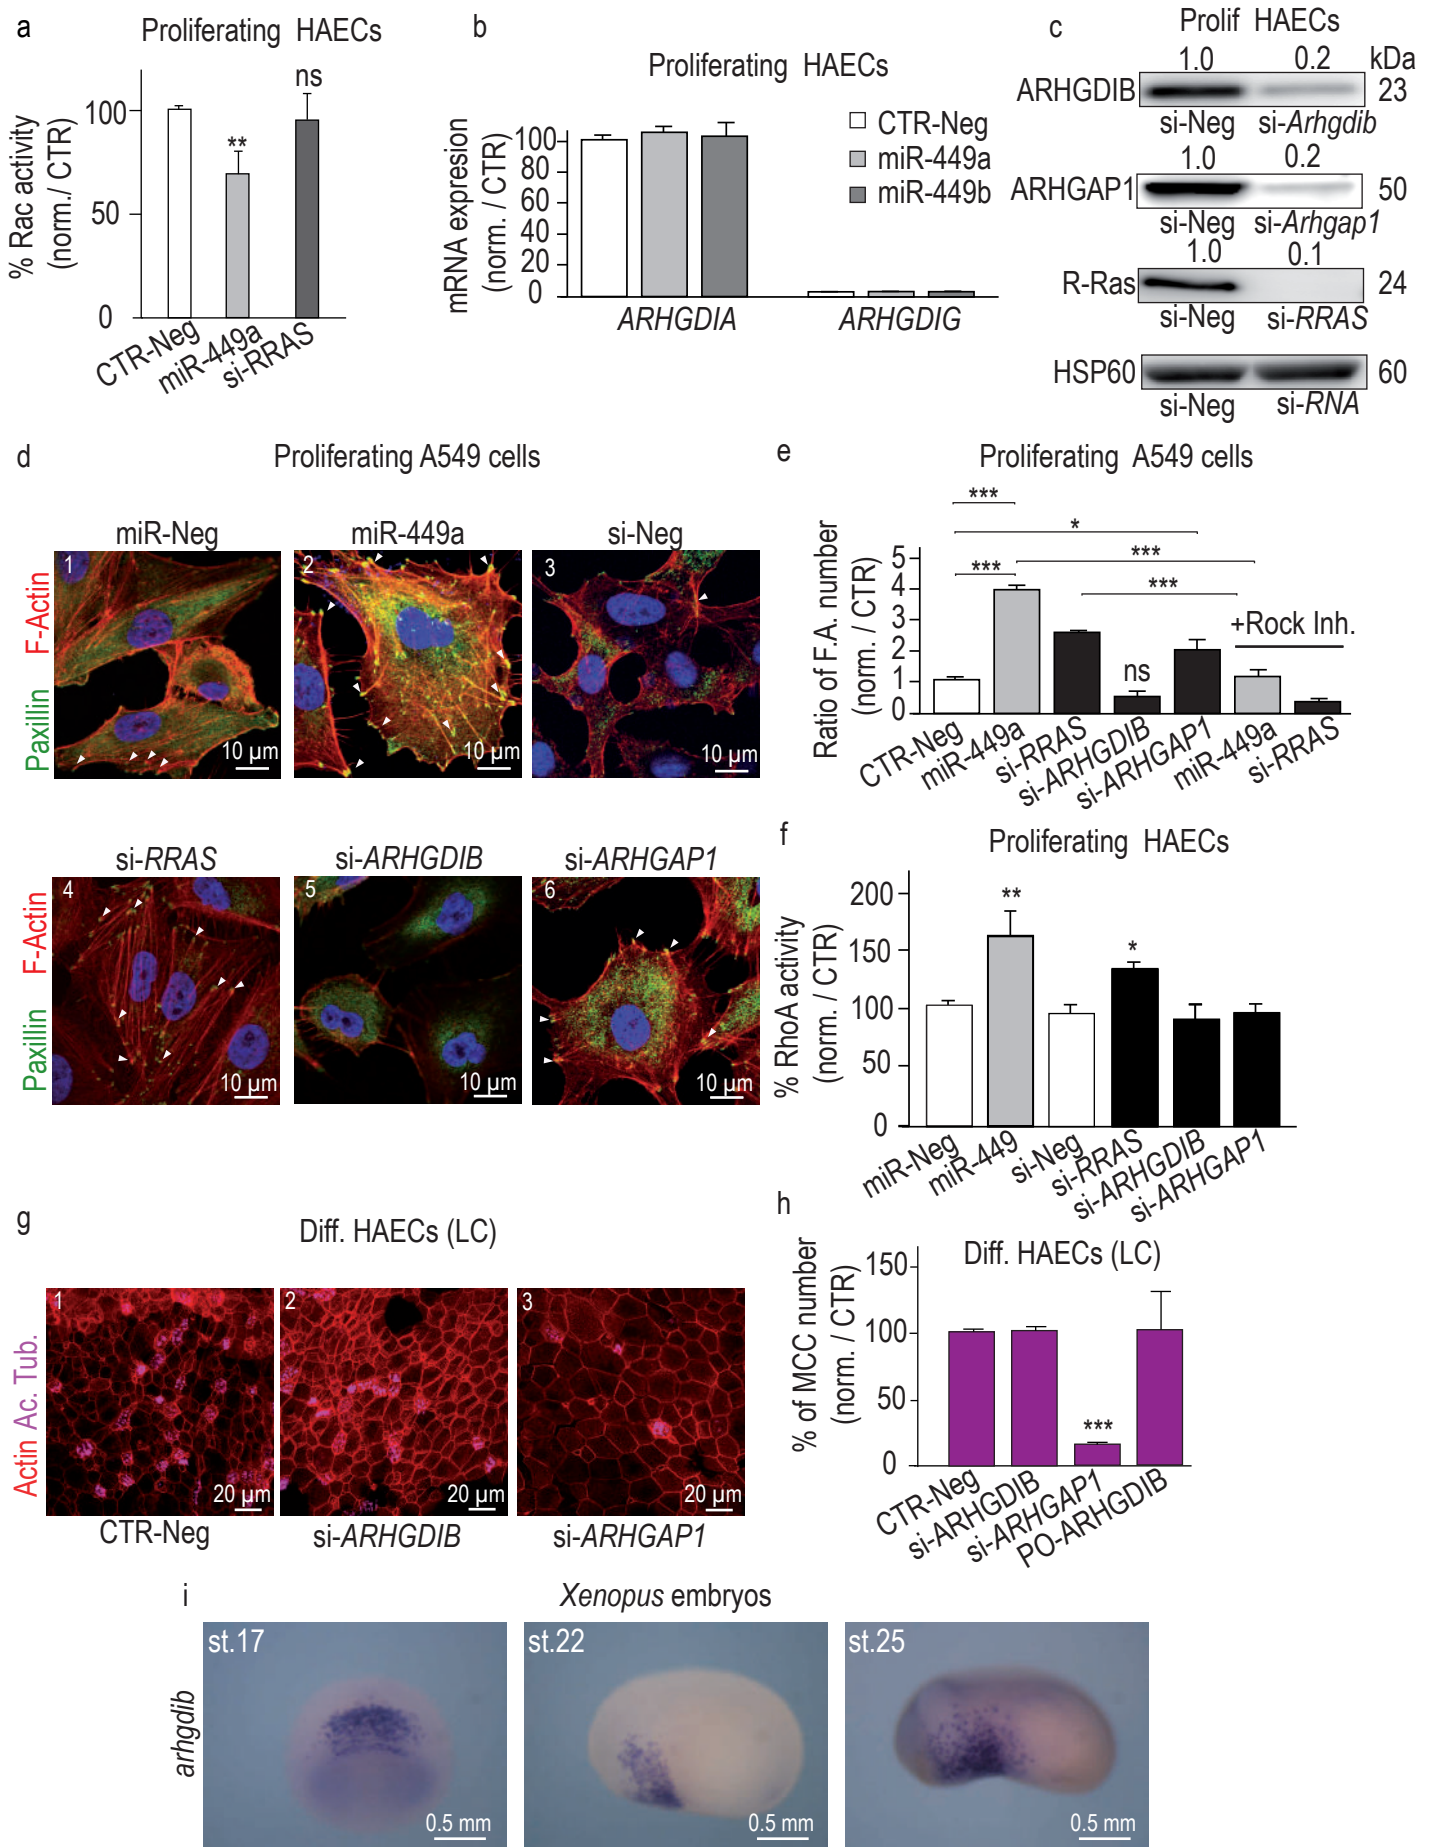 a
Proliferating HAECs
% Rac activity
(norm./ CTR)
100
50
0
**
ns
CTR-Neg
miR-449a
si-RRAS
b
Proliferating HAECs
mRNA expresion
(norm. / CTR)
100
80
60
40
20
0
CTR-Neg
miR-449a
miR-449b
ARHGDIA
ARHGDIG
c
Prolif HAECs
1.0 0.2 kDa
ARHGDIB 23
si-Neg si-Arhgdib
1.0 0.2
ARHGAP1 50
si-Neg si-Arhgap1
1.0 0.1
R-Ras 24
si-Neg si-RRAS
HSP60 60
si-Neg si-RNA
d
Proliferating A549 cells
miR-Neg miR-449a si-Neg
Paxillin F-Actin
1
10 µm
2
10 µm
3
10 µm
si-RRAS si-ARHGDIB si-ARHGAP1
Paxillin F-Actin
4
10 µm
5
10 µm
6
10 µm
e
Proliferating A549 cells
Ratio of F.A. number
(norm. / CTR)
5
4
3
2
1
0
***
*
***
***
***
ns
+Rock Inh.
CTR-Neg
miR-449a
si-RRAS
si-ARHGDIB
si-ARHGAP1
miR-449a
si-RRAS
f
Proliferating HAECs
% RhoA activity
(norm. / CTR)
200
150
100
50
0
**
*
miR-Neg
miR-449
si-Neg
si-RRAS
si-ARHGDIB
si-ARHGAP1
g
Diff. HAECs (LC)
Actin Ac. Tub.
1
20 µm
2
20 µm
3
20 µm
CTR-Neg si-ARHGDIB si-ARHGAP1
h
Diff. HAECs (LC)
% of MCC number
(norm. / CTR)
150
100
50
0
***
CTR-Neg
si-ARHGDIB
si-ARHGAP1
PO-ARHGDIB
i
Xenopus embryos
arhgdib
st.17
0.5 mm
st.22
0.5 mm
st.25
0.5 mm